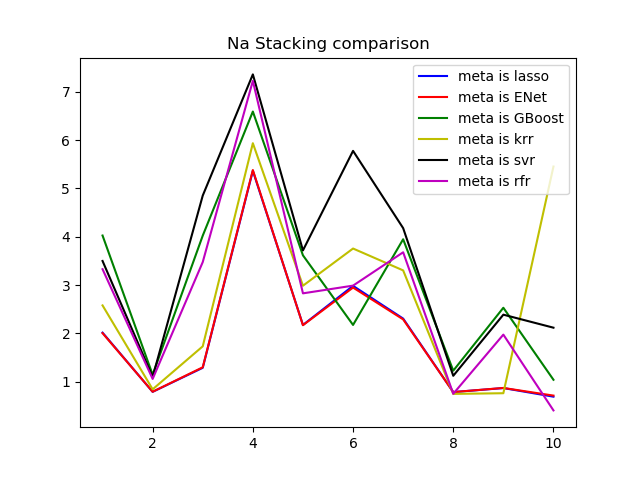 Na Stacking comparison
meta is lasso
meta is ENet
meta is GBoost
meta is krr
meta is svr
meta is rfr
7
6
5
4
3
2
1
2
4
6
8
10